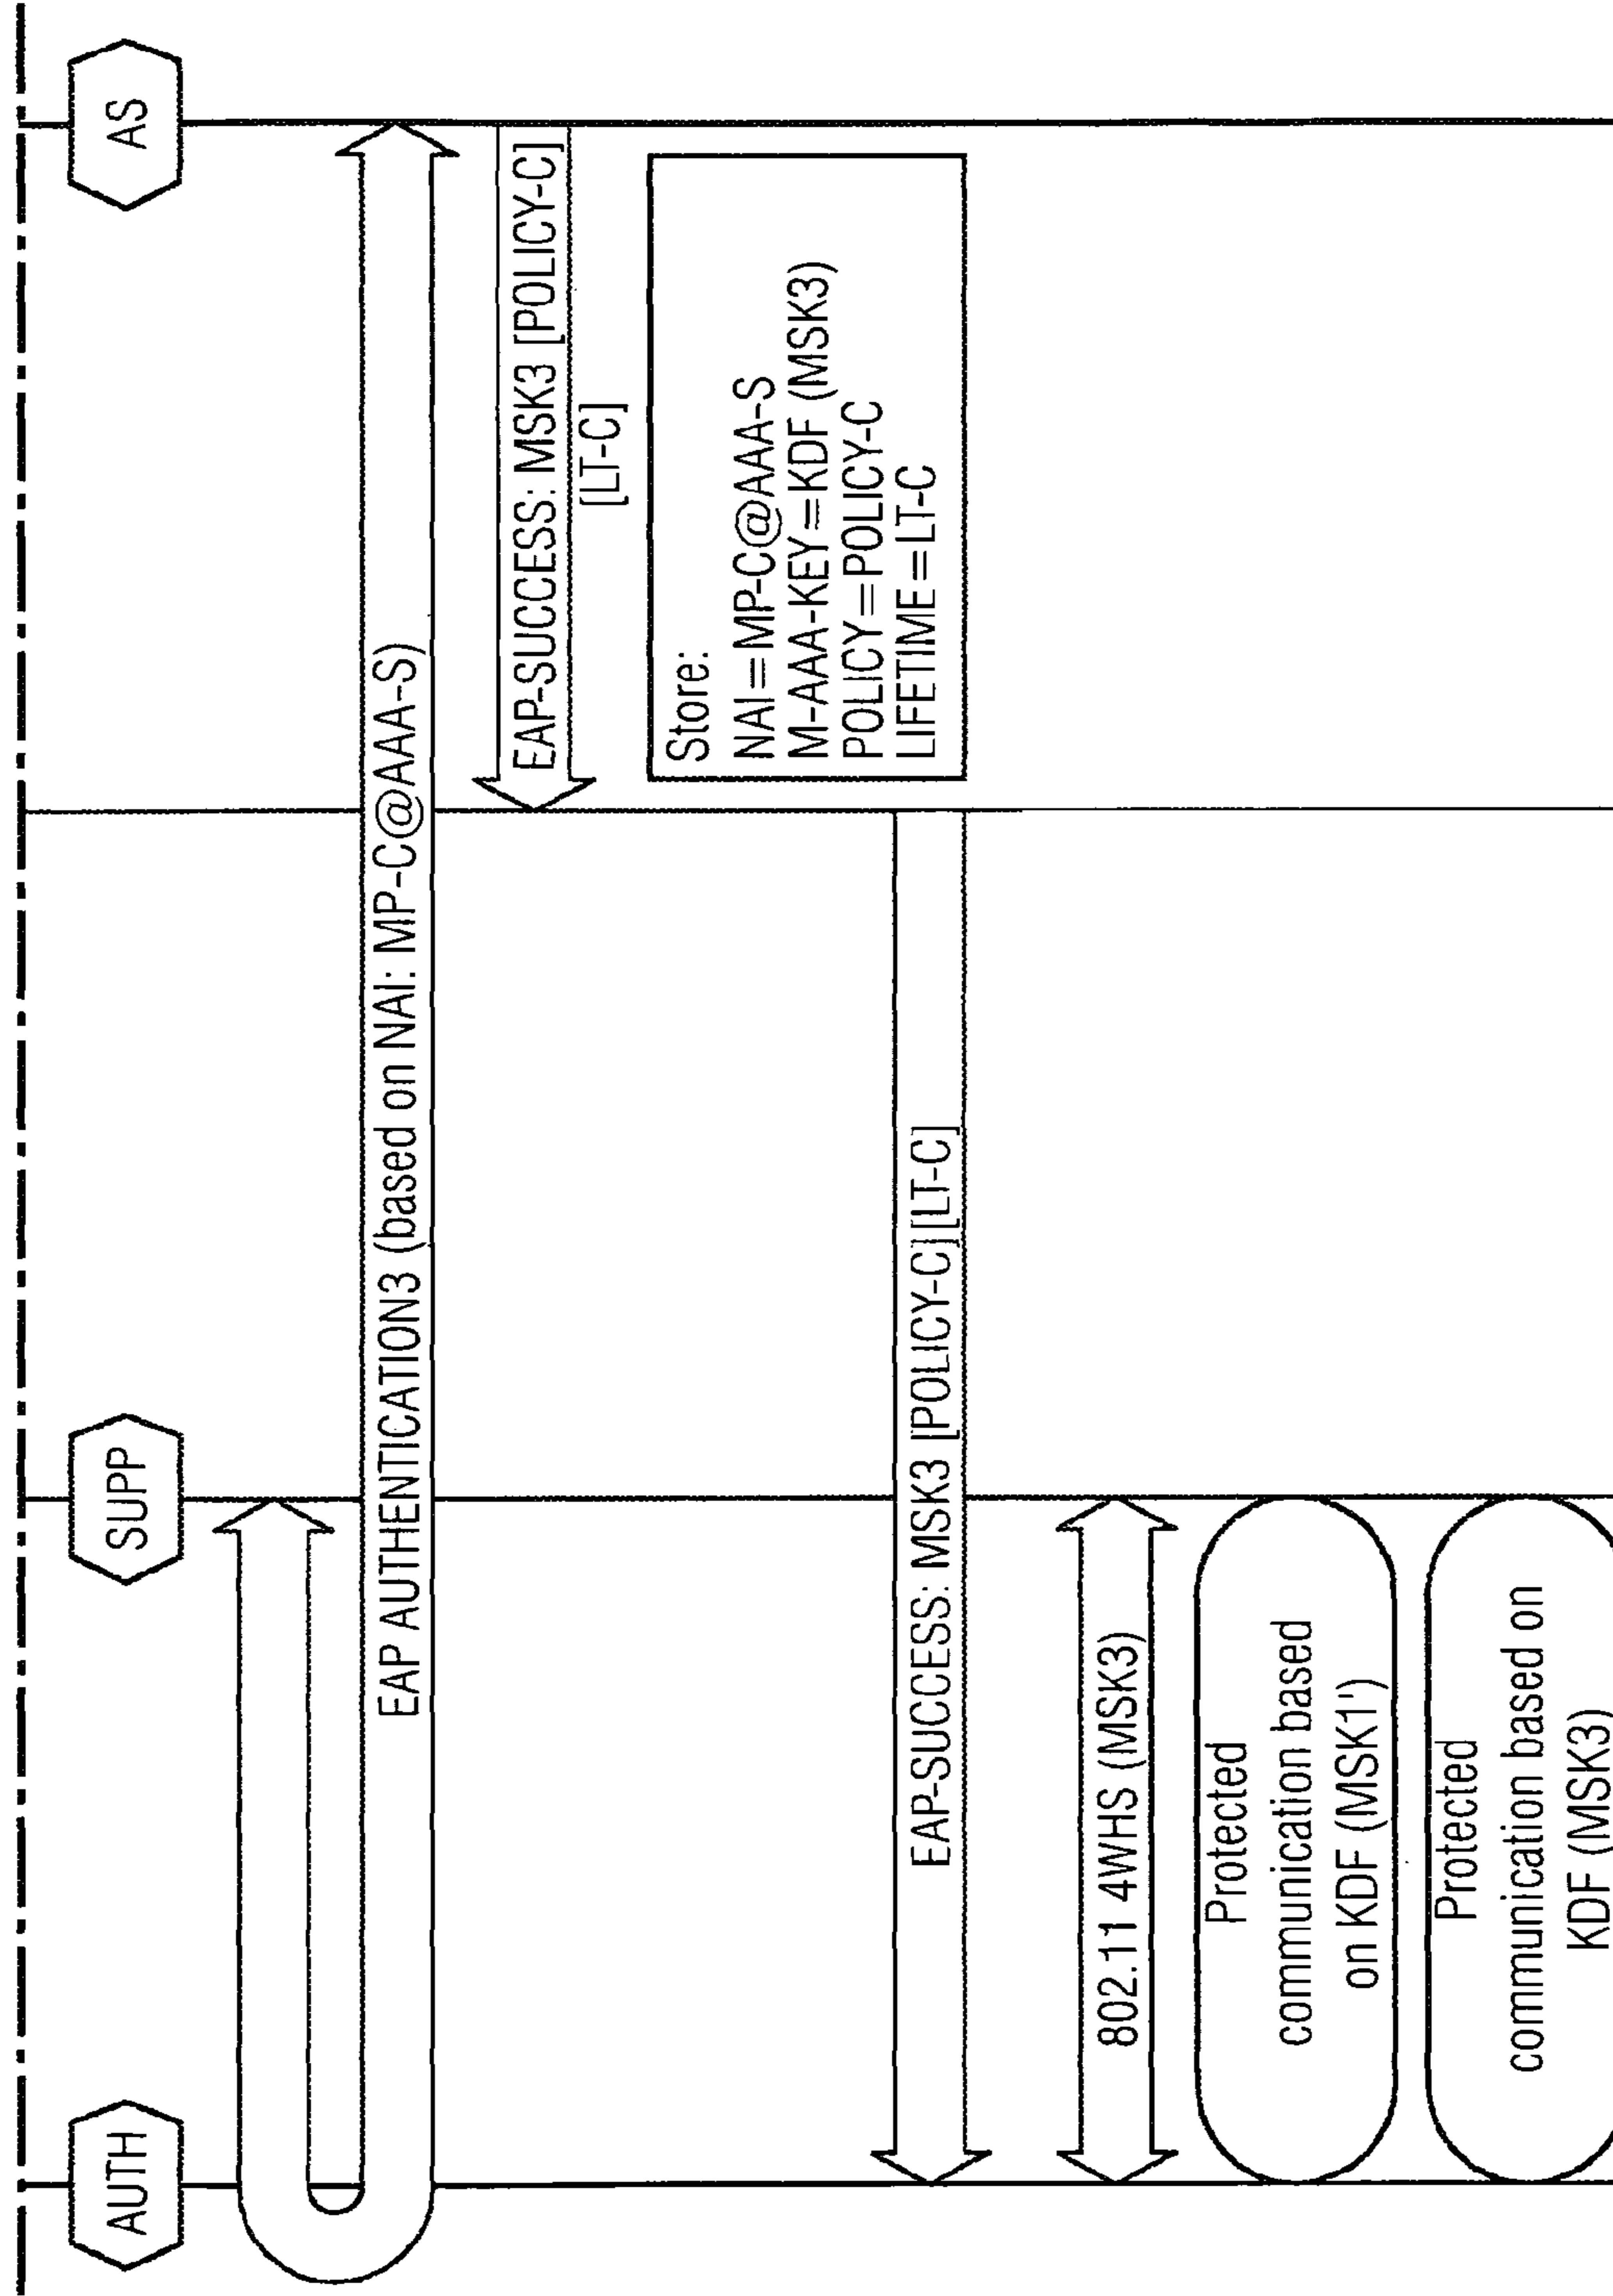 AUTH
SUPP
AS
EAP AUTHENTICATION3 (based on NAI: MP-C@AAA-S)
EAP-SUCCESS: MSK3 [POLICY-C]
[LT-C]
Store:
NAI=MP-C@AAA-S
M-AAA-KEY=KDF (MSK3)
POLICY=POLICY-C
LIFETIME=LT-C
EAP-SUCCESS: MSK3 [POLICY-C][LT-C]
802.11 4WHS (MSK3)
Protected
communication based
on KDF (MSK1')
Protected
communication based on
KDF (MSK3)